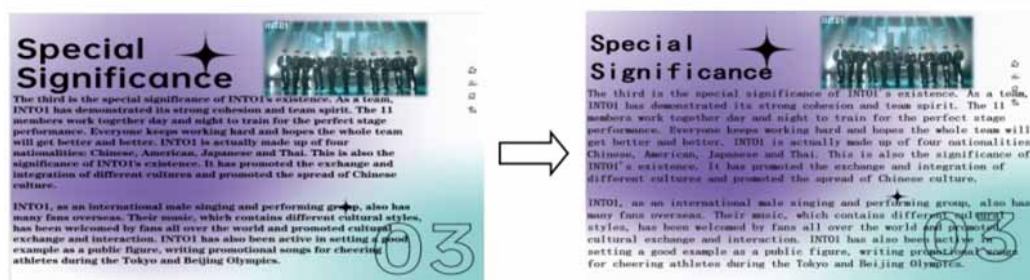 INTO1
Special
Significance
The third is the special significance of INTO1's existence. As a team,
INTO1 has demonstrated its strong cohesion and team spirit. The 11
members work together day and night to train for the perfect stage
performance. Everyone keeps working hard and hopes the whole team
will get better and better. INTO1 is actually made up of four
nationalities: Chinese, American, Japanese and Thai. This is also the
significance of INTO1's existence. It has promoted the exchange and
integration of different cultures and promoted the spread of Chinese
culture.
INTO1, as an international male singing and performing group, also has
many fans overseas. Their music, which contains different cultural styles,
has been welcomed by fans all over the world and promoted cultural
exchange and interaction. INTO1 has also been active in setting a good
example as a public figure, writing promotional songs for cheering
athletes during the Tokyo and Beijing Olympics.
03
INTO1
Special
Significance
The third is the special significance of INTO1's existence. As a team,
INTO1 has demonstrated its strong cohesion and team spirit. The 11
members work together day and night to train for the perfect stage
performance. Everyone keeps working hard and hopes the whole team will
get better and better. INTO1 is actually made up of four nationalities:
Chinese, American, Japanese and Thai. This is also the significance of
INTO1's existence. It has promoted the exchange and integration of
different cultures and promoted the spread of Chinese culture.
INTO1, as an international male singing and performing group, also has
many fans overseas. Their music, which contains different cultural
styles, has been welcomed by fans all over the world and promoted
cultural exchange and interaction. INTO1 has also been active in
setting a good example as a public figure, writing promotional songs
for cheering athletes during the Tokyo and Beijing Olympics.
03